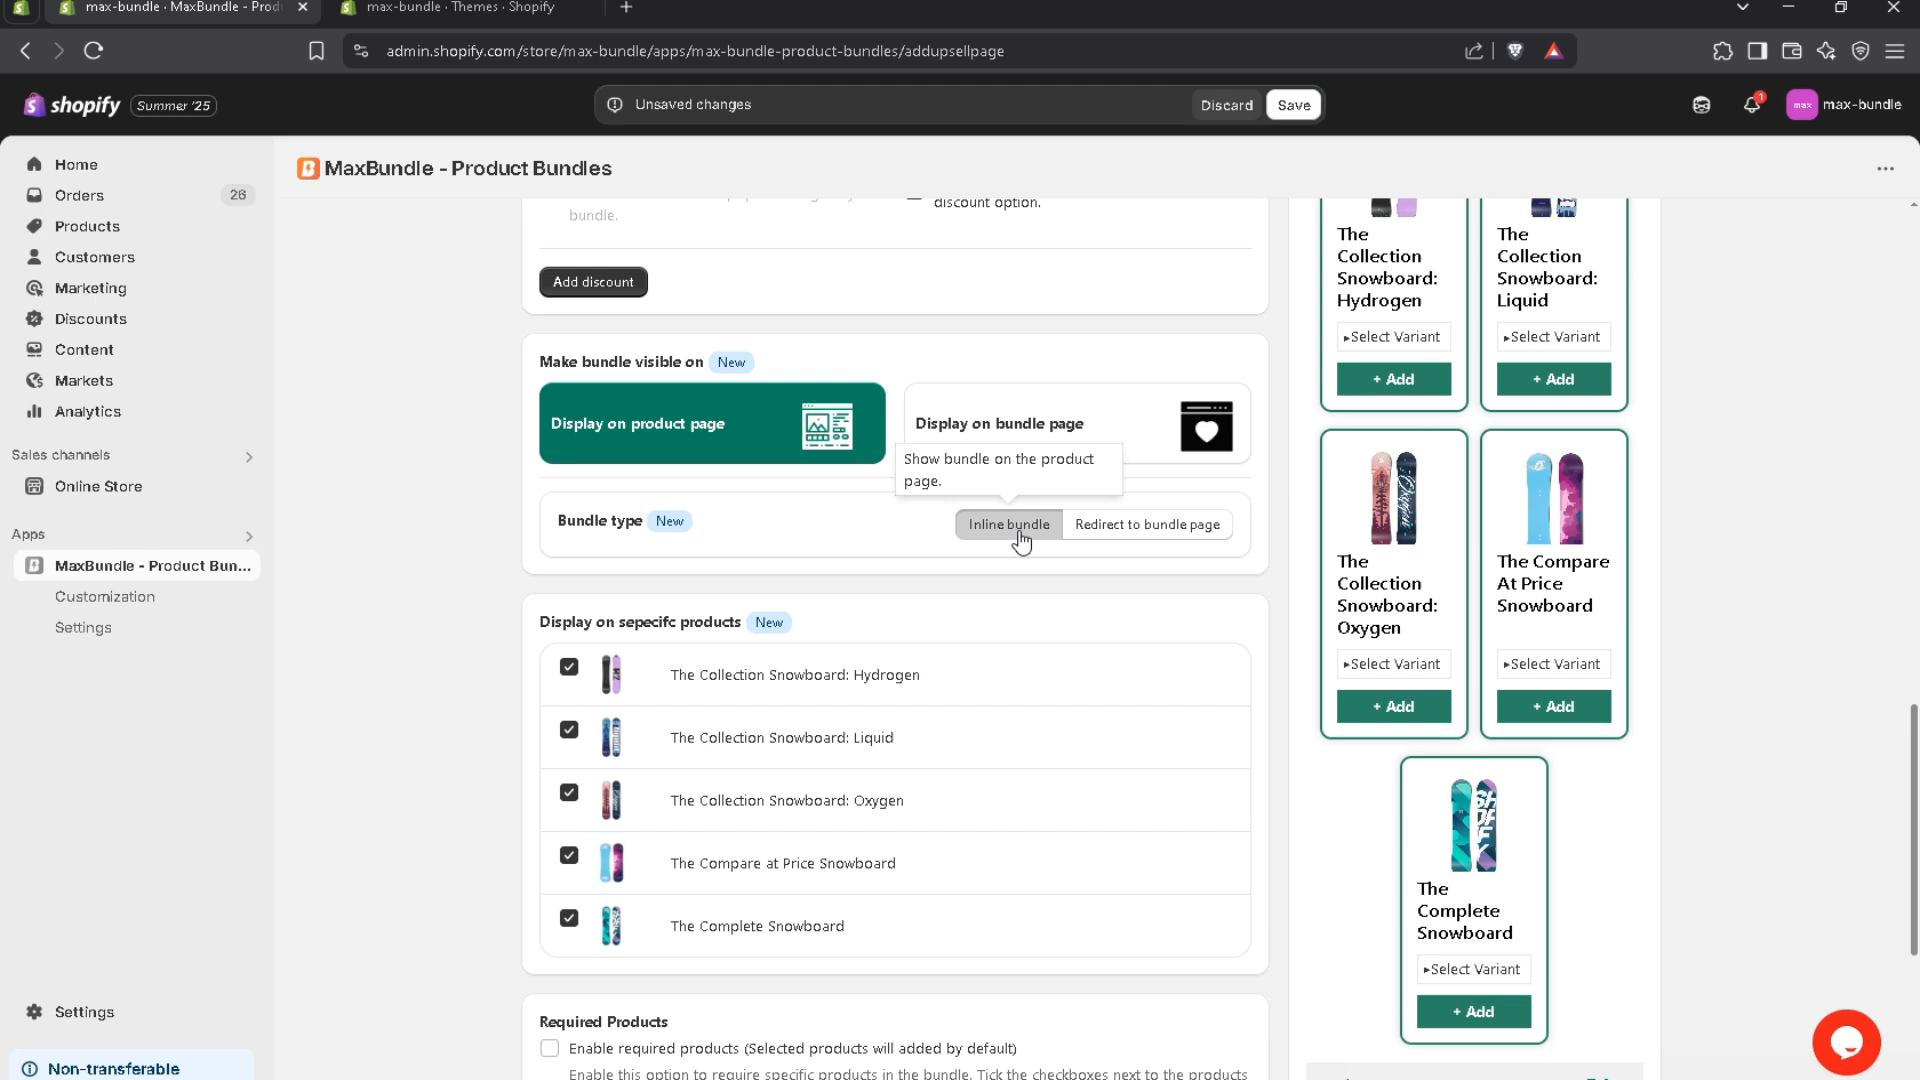 max-bundle · MaxBundle - Prod
max-bundle · Themes · Shopify
admin.shopify.com/store/max-bundle/apps/max-bundle-product-bundles/addupsellpage
shopify
Summer '25
Unsaved changes
Discard
Save
1
max
max-bundle
Home
Orders
26
Products
Customers
Marketing
Discounts
Content
Markets
Analytics
Sales channels
Online Store
Apps
MaxBundle - Product Bun...
Customization
Settings
Settings
Non-transferable
MaxBundle - Product Bundles
bundle.
discount option.
Add discount
Make bundle visible on New
Display on product page
Display on bundle page
Show bundle on the product
page.
Bundle type New
Inline bundle
Redirect to bundle page
Display on sepecifc products New
The Collection Snowboard: Hydrogen
The Collection Snowboard: Liquid
The Collection Snowboard: Oxygen
The Compare at Price Snowboard
The Complete Snowboard
Required Products
Enable required products (Selected products will added by default)
Enable this option to require specific products in the bundle. Tick the checkboxes next to the products
The
Collection
Snowboard:
Hydrogen
▸Select Variant
+ Add
The
Collection
Snowboard:
Liquid
▸Select Variant
+ Add
The
Collection
Snowboard:
Oxygen
▸Select Variant
+ Add
The Compare
At Price
Snowboard
▸Select Variant
+ Add
The
Complete
Snowboard
▸Select Variant
+ Add